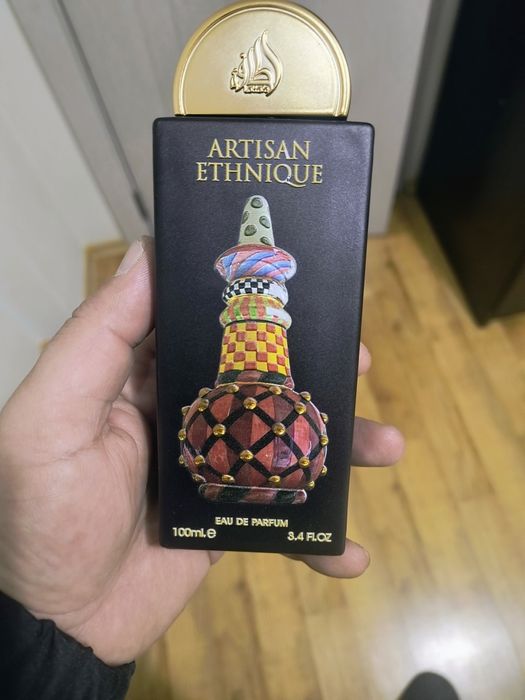 ARTISAN
ETHNIQUE
EAU DE PARFUM
100ml.℮ 3.4 FL.OZ